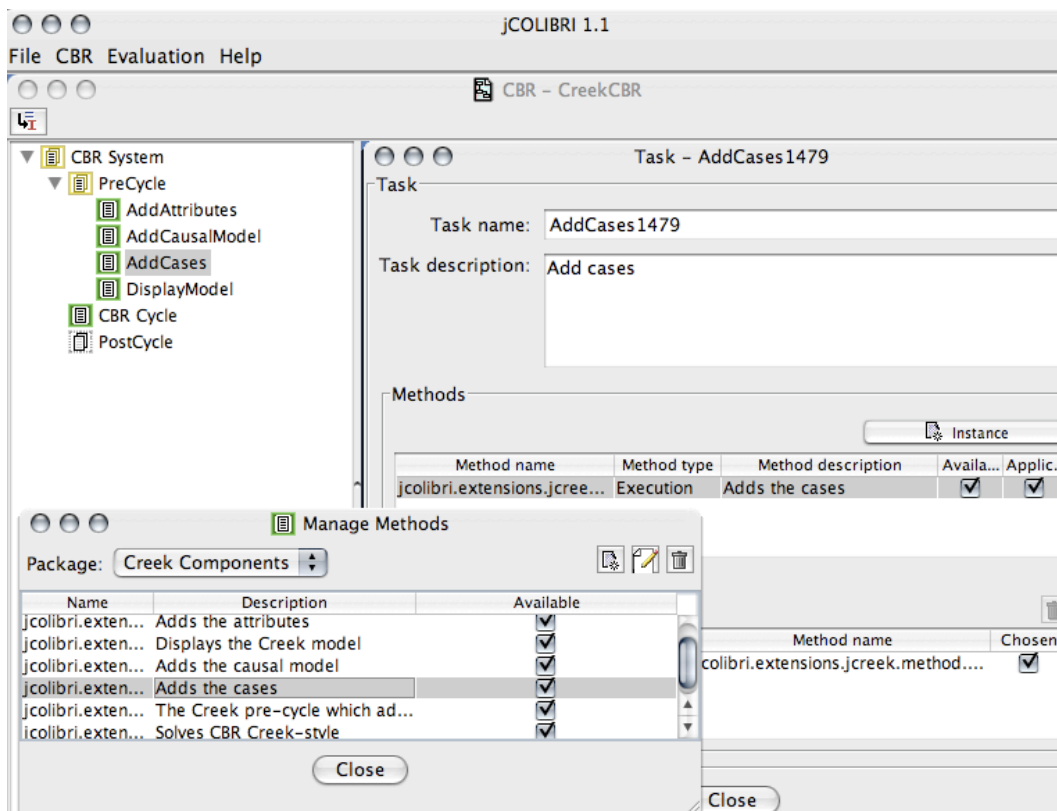 jCOLIBRI 1.1
File CBR Evaluation Help
CBR – CreekCBR
CBR System
PreCycle
AddAttributes
AddCausalModel
AddCases
DisplayModel
CBR Cycle
PostCycle
Task – AddCases1479
Task
Task name: AddCases1479
Task description: Add cases
Methods
Instance
Method name Method type Method description Availa... Applic.
jcolibri.extensions.jcree... Execution Adds the cases
Manage Methods
Package: Creek Components
Name Description Available
jcolibri.exten... Adds the attributes
jcolibri.exten... Displays the Creek model
jcolibri.exten... Adds the causal model
jcolibri.exten... Adds the cases
jcolibri.exten... The Creek pre-cycle which ad...
jcolibri.exten... Solves CBR Creek-style
Close
Method name Chosen
colibri.extensions.jcreek.method....
Close